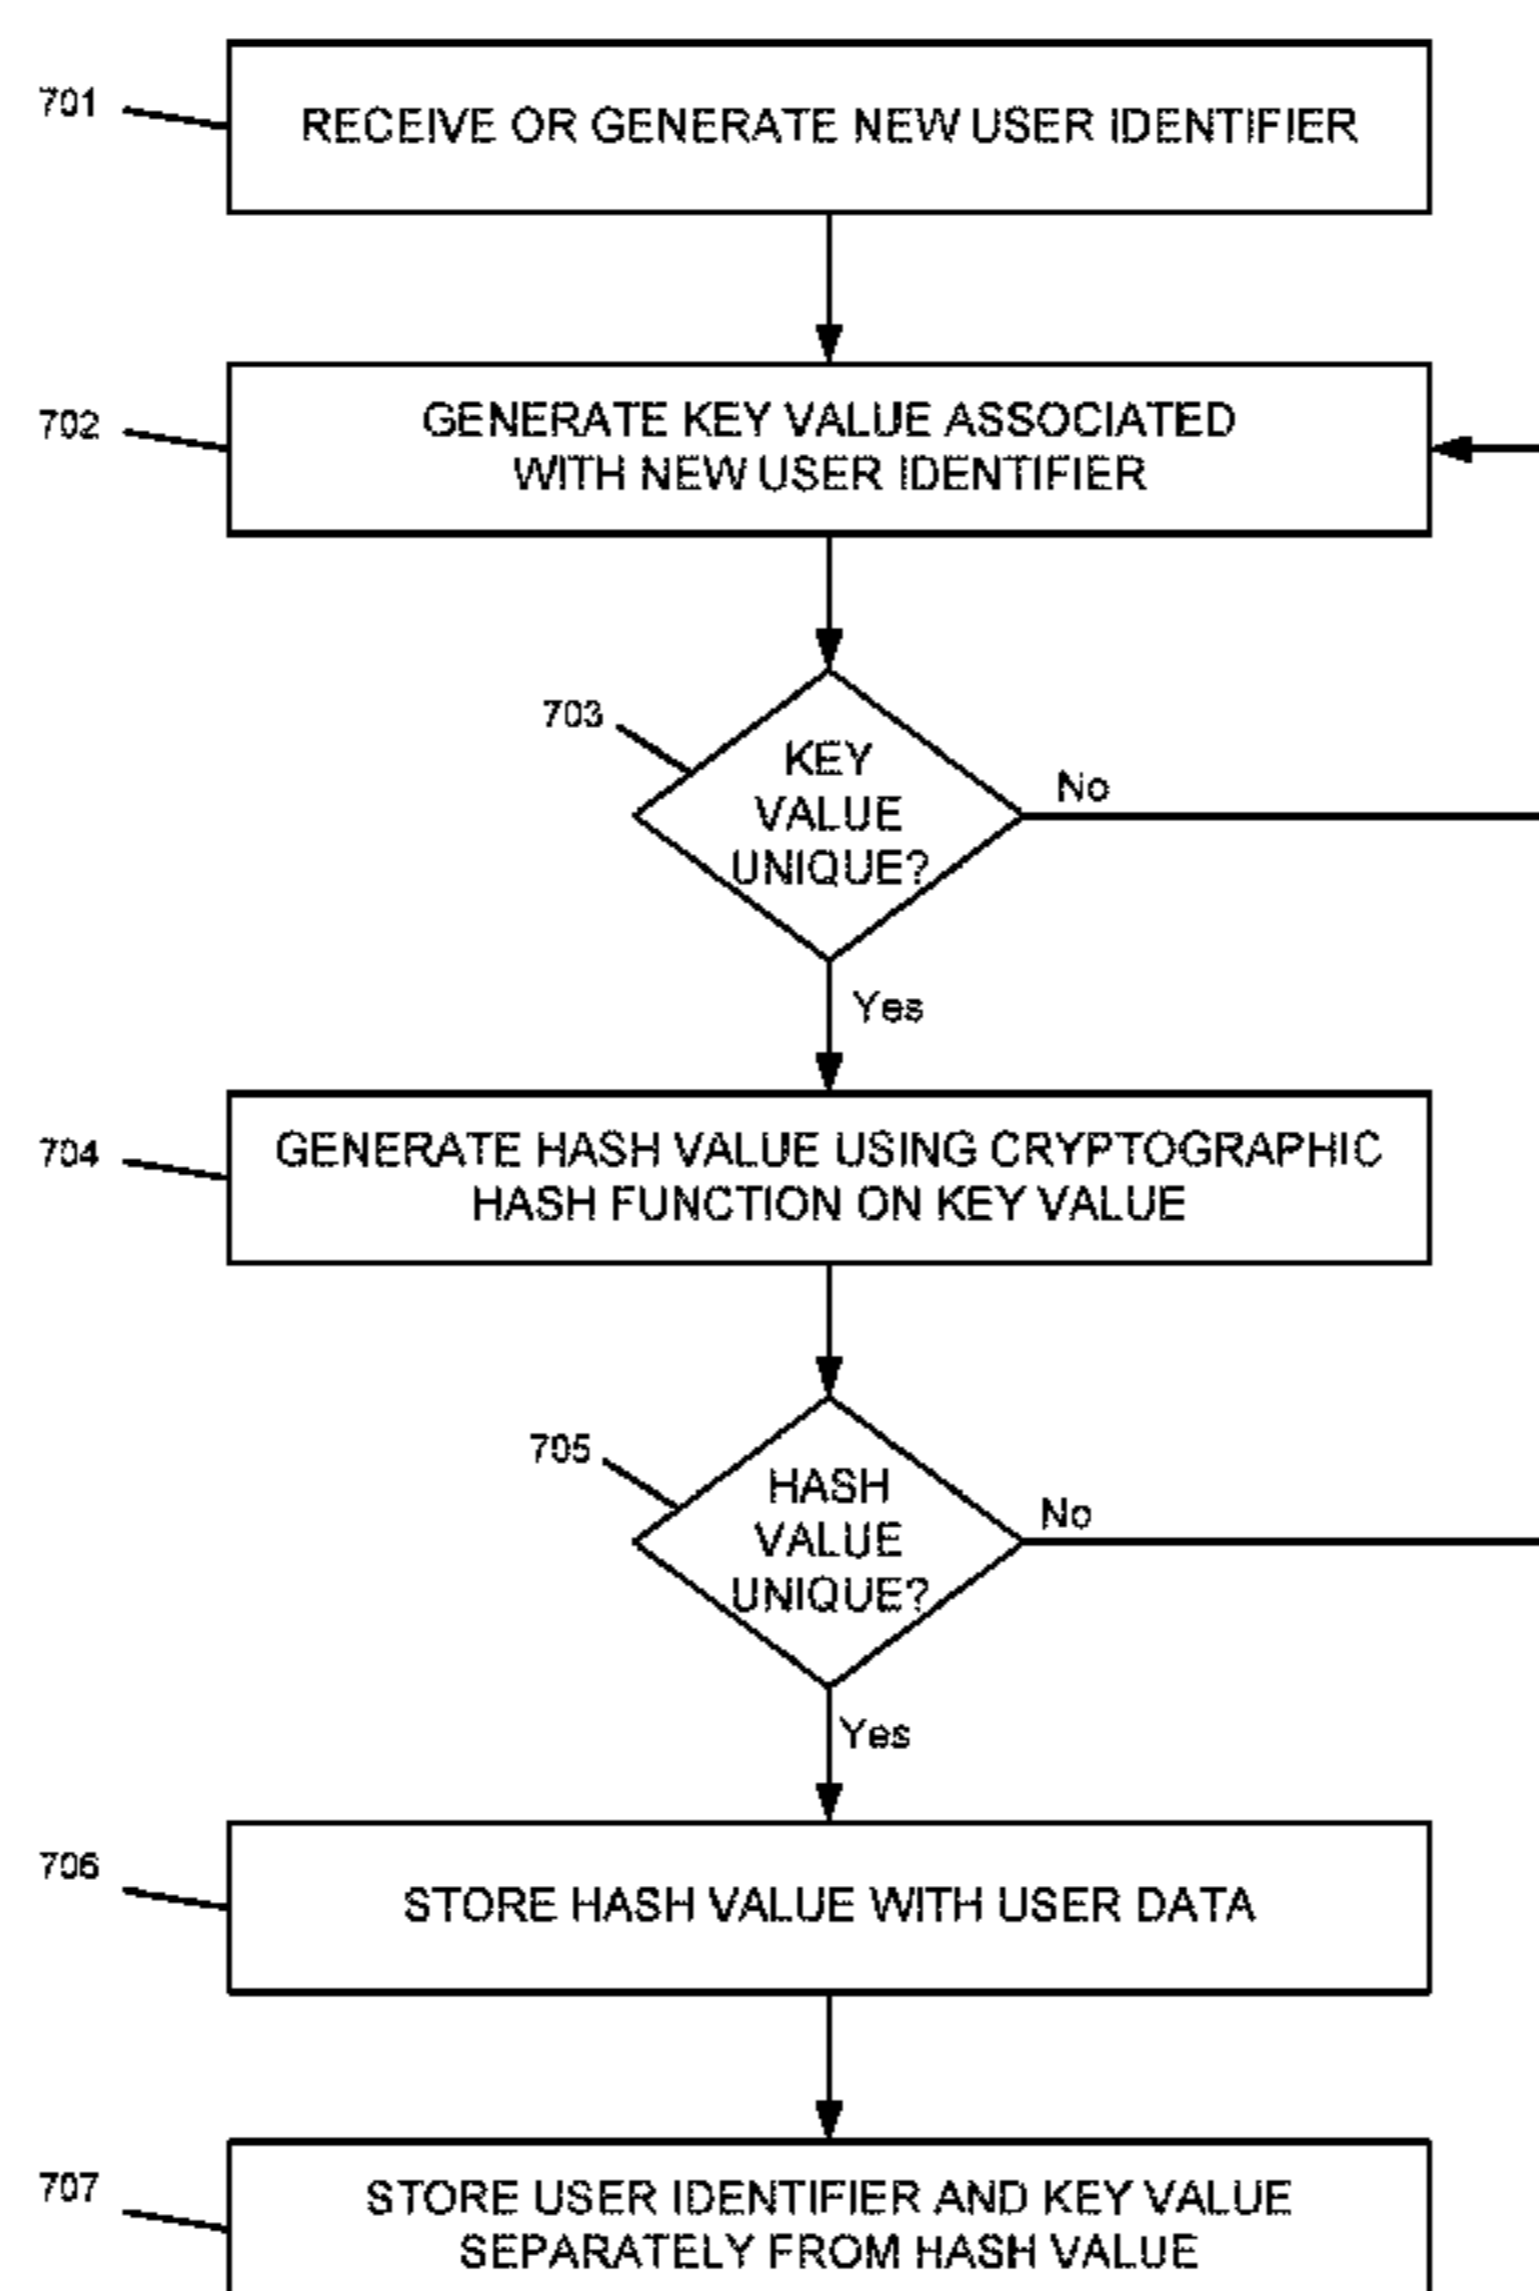 701
RECEIVE OR GENERATE NEW USER IDENTIFIER
702
GENERATE KEY VALUE ASSOCIATED
WITH NEW USER IDENTIFIER
703
KEY
VALUE
UNIQUE?
No
Yes
704
GENERATE HASH VALUE USING CRYPTOGRAPHIC
HASH FUNCTION ON KEY VALUE
705
HASH
VALUE
UNIQUE?
No
Yes
706
STORE HASH VALUE WITH USER DATA
707
STORE USER IDENTIFIER AND KEY VALUE
SEPARATELY FROM HASH VALUE